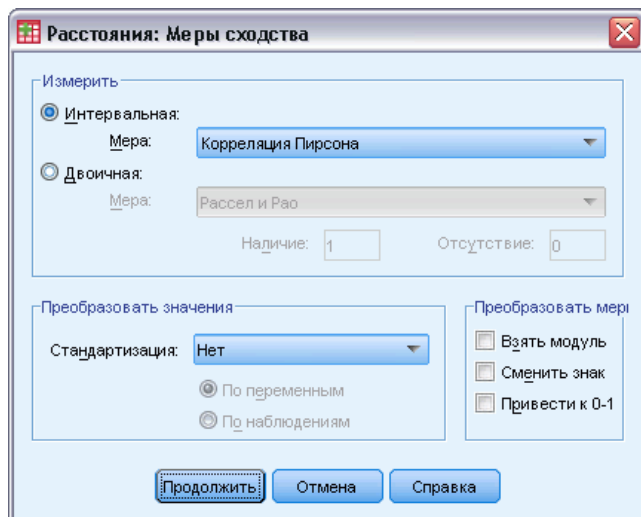 Расстояния: Меры сходства
Измерить
Интервальная:
Мера: Корреляция Пирсона
Двоичная:
Мера: Рассел и Рао
Наличие: 1 Отсутствие: 0
Преобразовать значения
Стандартизация: Нет
По переменным
По наблюдениям
Преобразовать меры
Взять модуль
Сменить знак
Привести к 0-1
Продолжить Отмена Справка